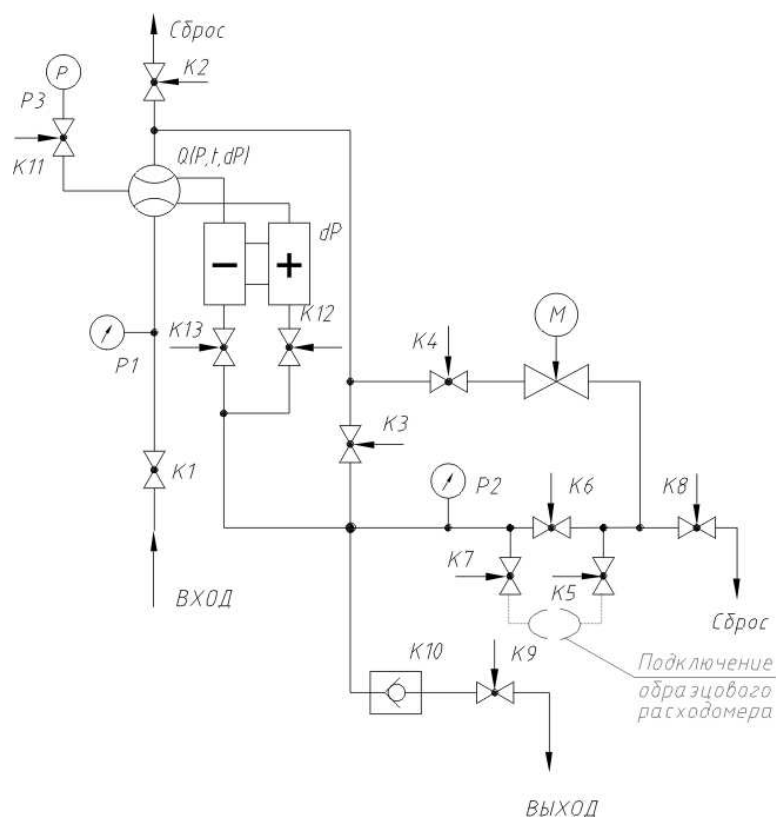 Сброс
K2
P
P3
K11
Q(P,t,dP)
dP
–
+
K12
K13
M
K4
P1
K3
K1
P2
K6
K8
K7
K5
ВХОД
Сброс
K10
K9
Подключение
образцового
расходомера
ВЫХОД